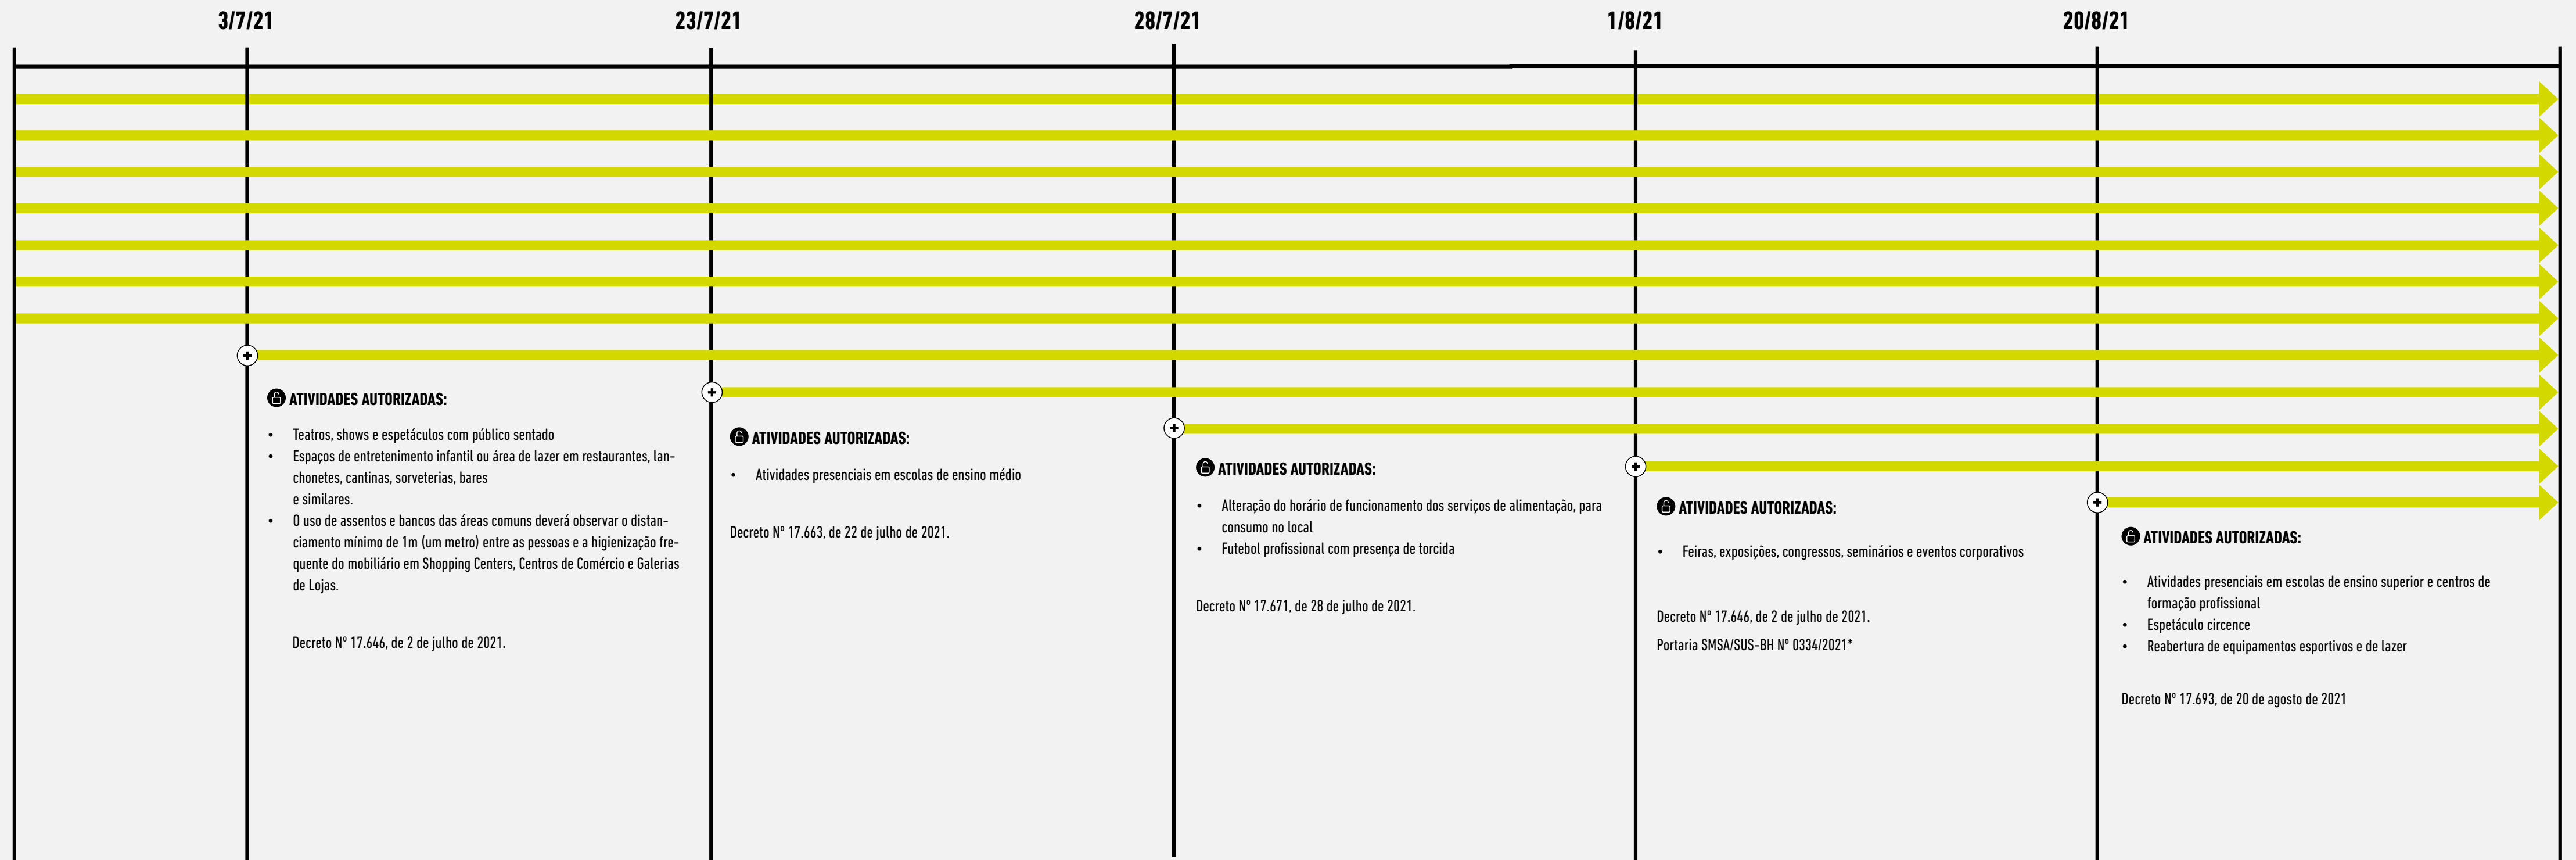 3/7/21
23/7/21
28/7/21
1/8/21
20/8/21
ATIVIDADES AUTORIZADAS:
• Teatros, shows e espetáculos com público sentado
• Espaços de entretenimento infantil ou área de lazer em restaurantes, lan-
chonetes, cantinas, sorveterias, bares
e similares.
• O uso de assentos e bancos das áreas comuns deverá observar o distan-
ciamento mínimo de 1m (um metro) entre as pessoas e a higienização fre-
quente do mobiliário em Shopping Centers, Centros de Comércio e Galerias
de Lojas.
Decreto Nº 17.646, de 2 de julho de 2021.
ATIVIDADES AUTORIZADAS:
• Atividades presenciais em escolas de ensino médio
Decreto Nº 17.663, de 22 de julho de 2021.
ATIVIDADES AUTORIZADAS:
• Alteração do horário de funcionamento dos serviços de alimentação, para
consumo no local
• Futebol profissional com presença de torcida
Decreto Nº 17.671, de 28 de julho de 2021.
ATIVIDADES AUTORIZADAS:
• Feiras, exposições, congressos, seminários e eventos corporativos
Decreto Nº 17.646, de 2 de julho de 2021.
Portaria SMSA/SUS-BH Nº 0334/2021*
ATIVIDADES AUTORIZADAS:
• Atividades presenciais em escolas de ensino superior e centros de
formação profissional
• Espetáculo circence
• Reabertura de equipamentos esportivos e de lazer
Decreto Nº 17.693, de 20 de agosto de 2021